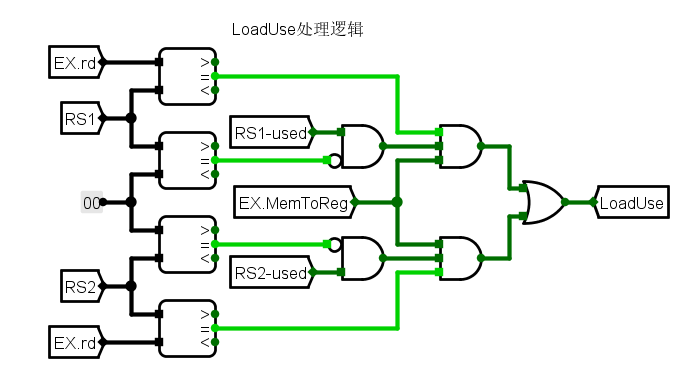 LoadUse处理逻辑
EX.rd
>
=
<
RS1
RS1-used
>
=
<
00
EX.MemToReg
LoadUse
>
=
<
RS2
RS2-used
>
=
<
EX.rd